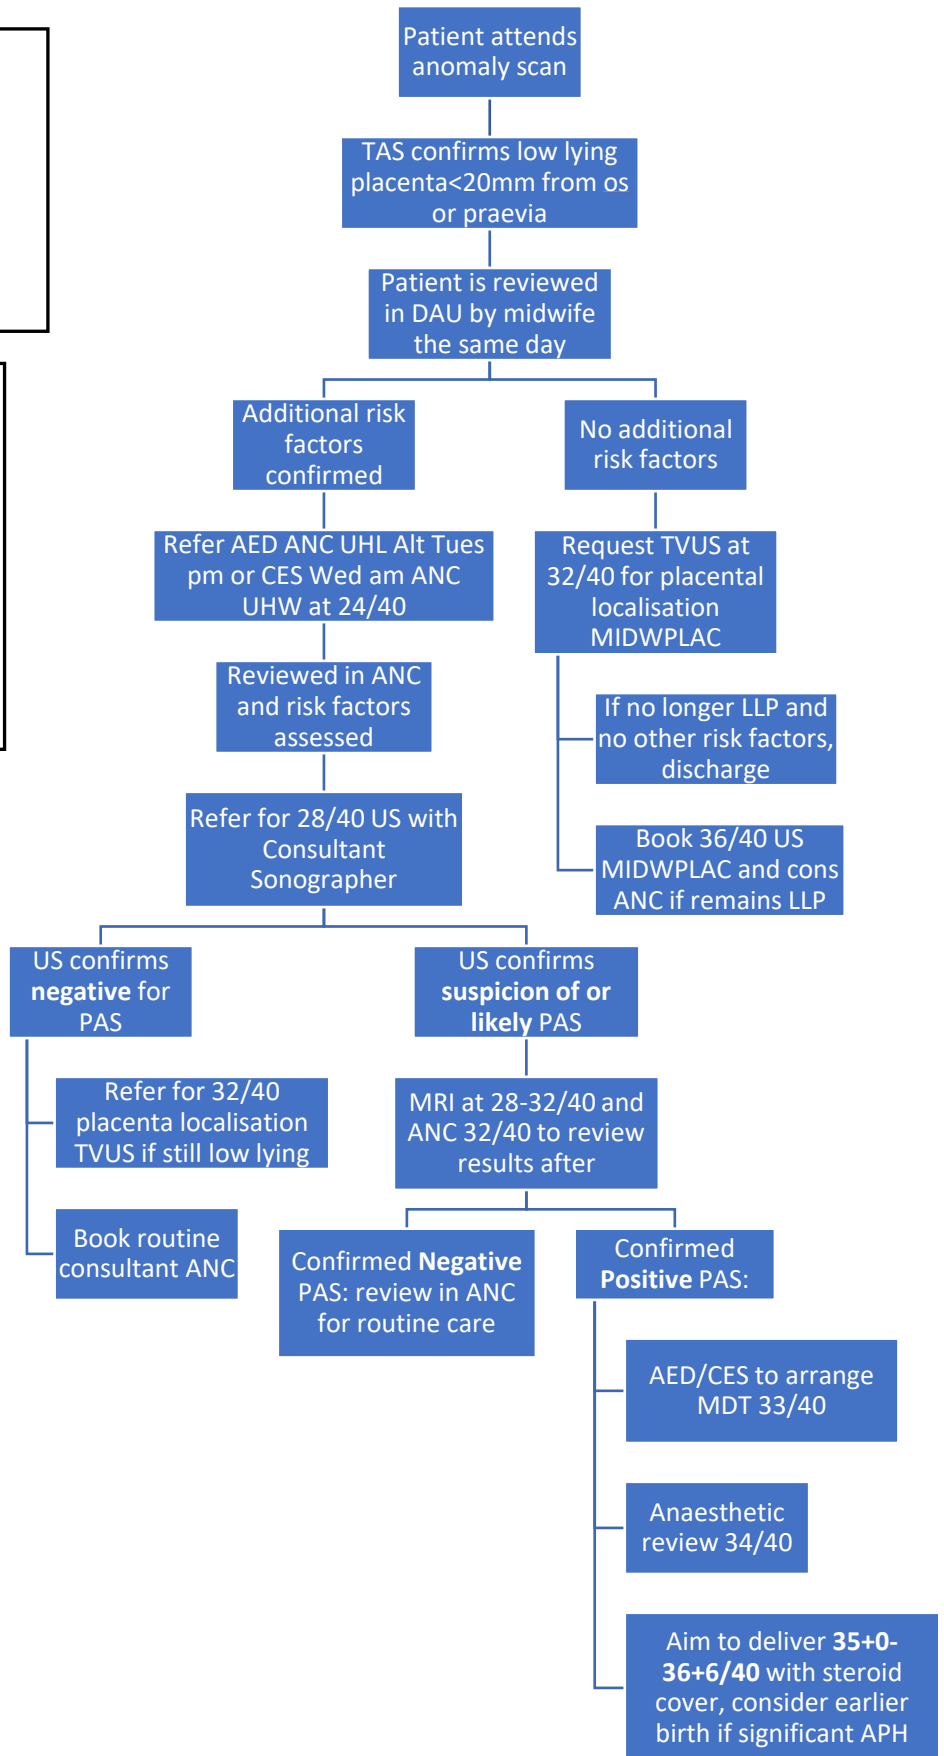 Patient attends
anomaly scan
TAS confirms low lying
placenta<20mm from os
or praevia
Patient is reviewed
in DAU by midwife
the same day
Additional risk
factors
confirmed
No additional
risk factors
Refer AED ANC UHL Alt Tues
pm or CES Wed am ANC
UHW at 24/40
Request TVUS at
32/40 for placental
localisation
MIDWPLAC
Reviewed in ANC
and risk factors
assessed
If no longer LLP and
no other risk factors,
discharge
Refer for 28/40 US with
Consultant
Sonographer
Book 36/40 US
MIDWPLAC and cons
ANC if remains LLP
US confirms
negative for
PAS
US confirms
suspicion of or
likely PAS
Refer for 32/40
placenta localisation
TVUS if still low lying
MRI at 28-32/40 and
ANC 32/40 to review
results after
Book routine
consultant ANC
Confirmed Negative
PAS: review in ANC
for routine care
Confirmed
Positive PAS:
AED/CES to arrange
MDT 33/40
Anaesthetic
review 34/40
Aim to deliver 35+0-
36+6/40 with steroid
cover, consider earlier
birth if significant APH